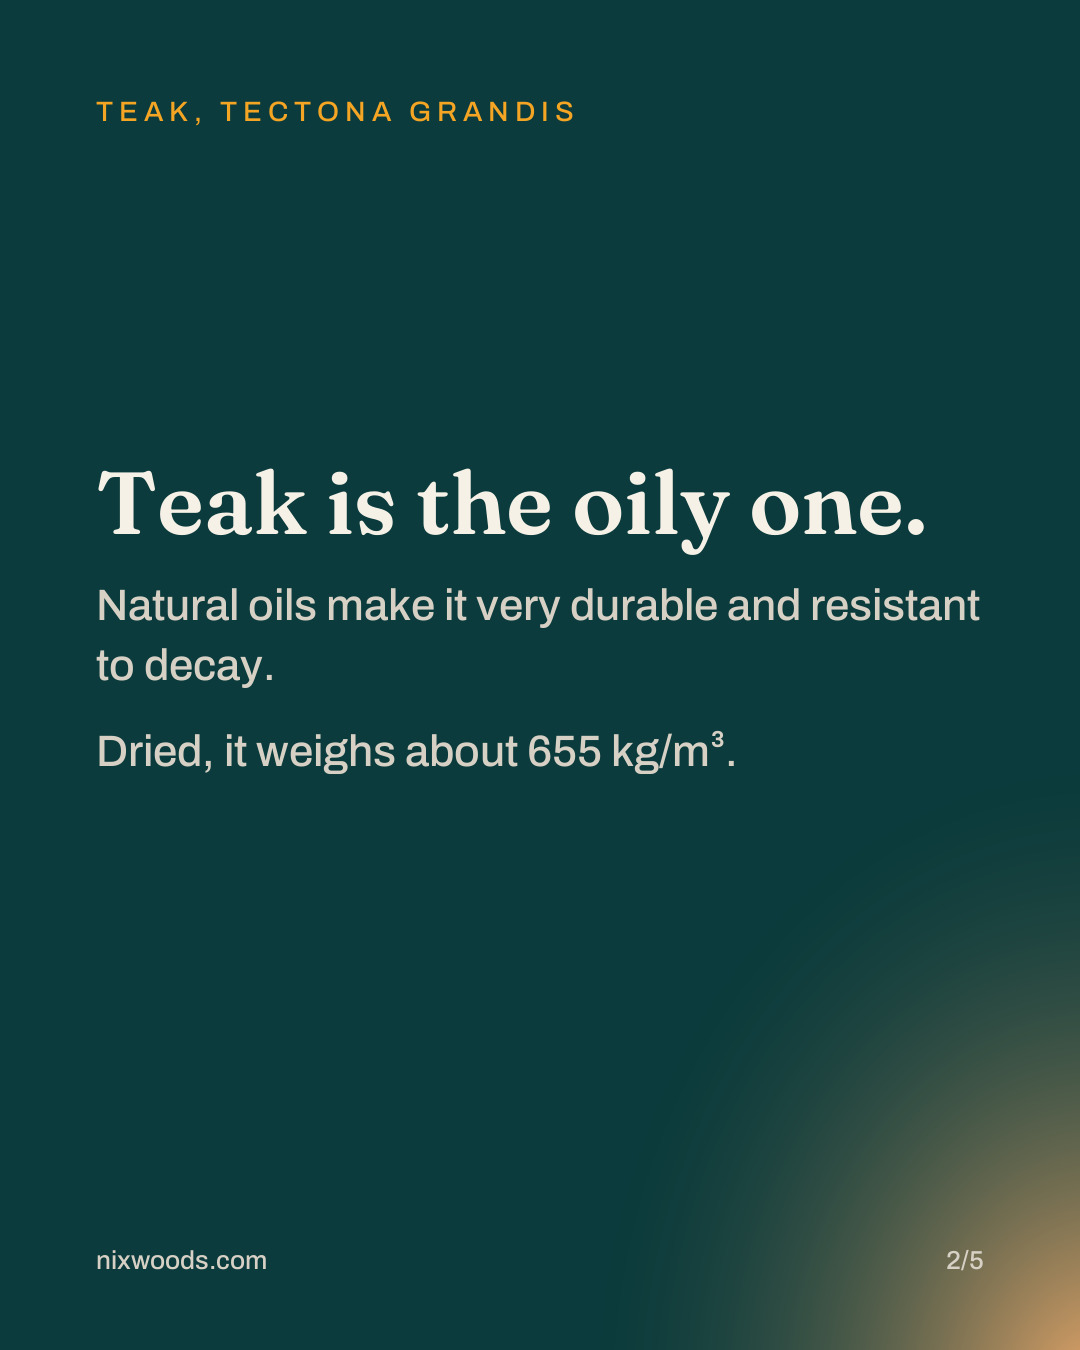 TEAK, TECTONA GRANDIS
Teak is the oily one.
Natural oils make it very durable and resistant
to decay.
Dried, it weighs about 655 kg/m³.
nixwoods.com
2/5